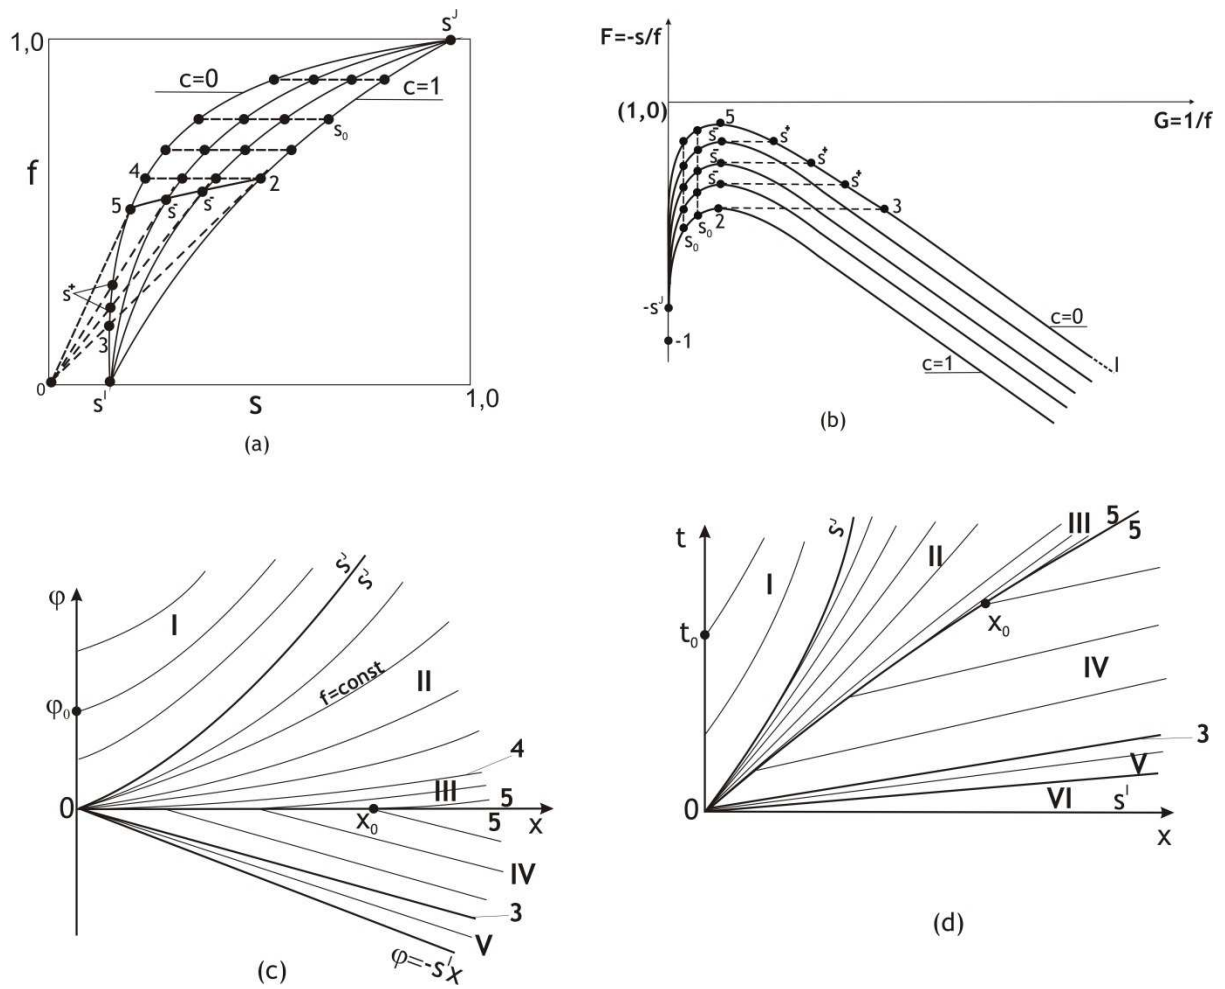 s^J
1,0
c=0
c=1
s_0
f
4
2
5
s^-
s^-
s^+
3
0
s^I
s
1,0
(a)
F=-s/f
(1,0)
G=1/f
5
s^-
s^+
s^-
s^+
s^-
s^+
2
3
s_0
s_0
-s^J
-1
c=0
c=1
I
(b)
φ
I
s^J
s^J
f=const
II
φ_0
4
III
0
5
x_0
5
x
IV
3
V
φ=-s^I x
(c)
t
s^J
III
5
5
I
II
t_0
x_0
IV
3
V
0
VI
s^I
x
(d)